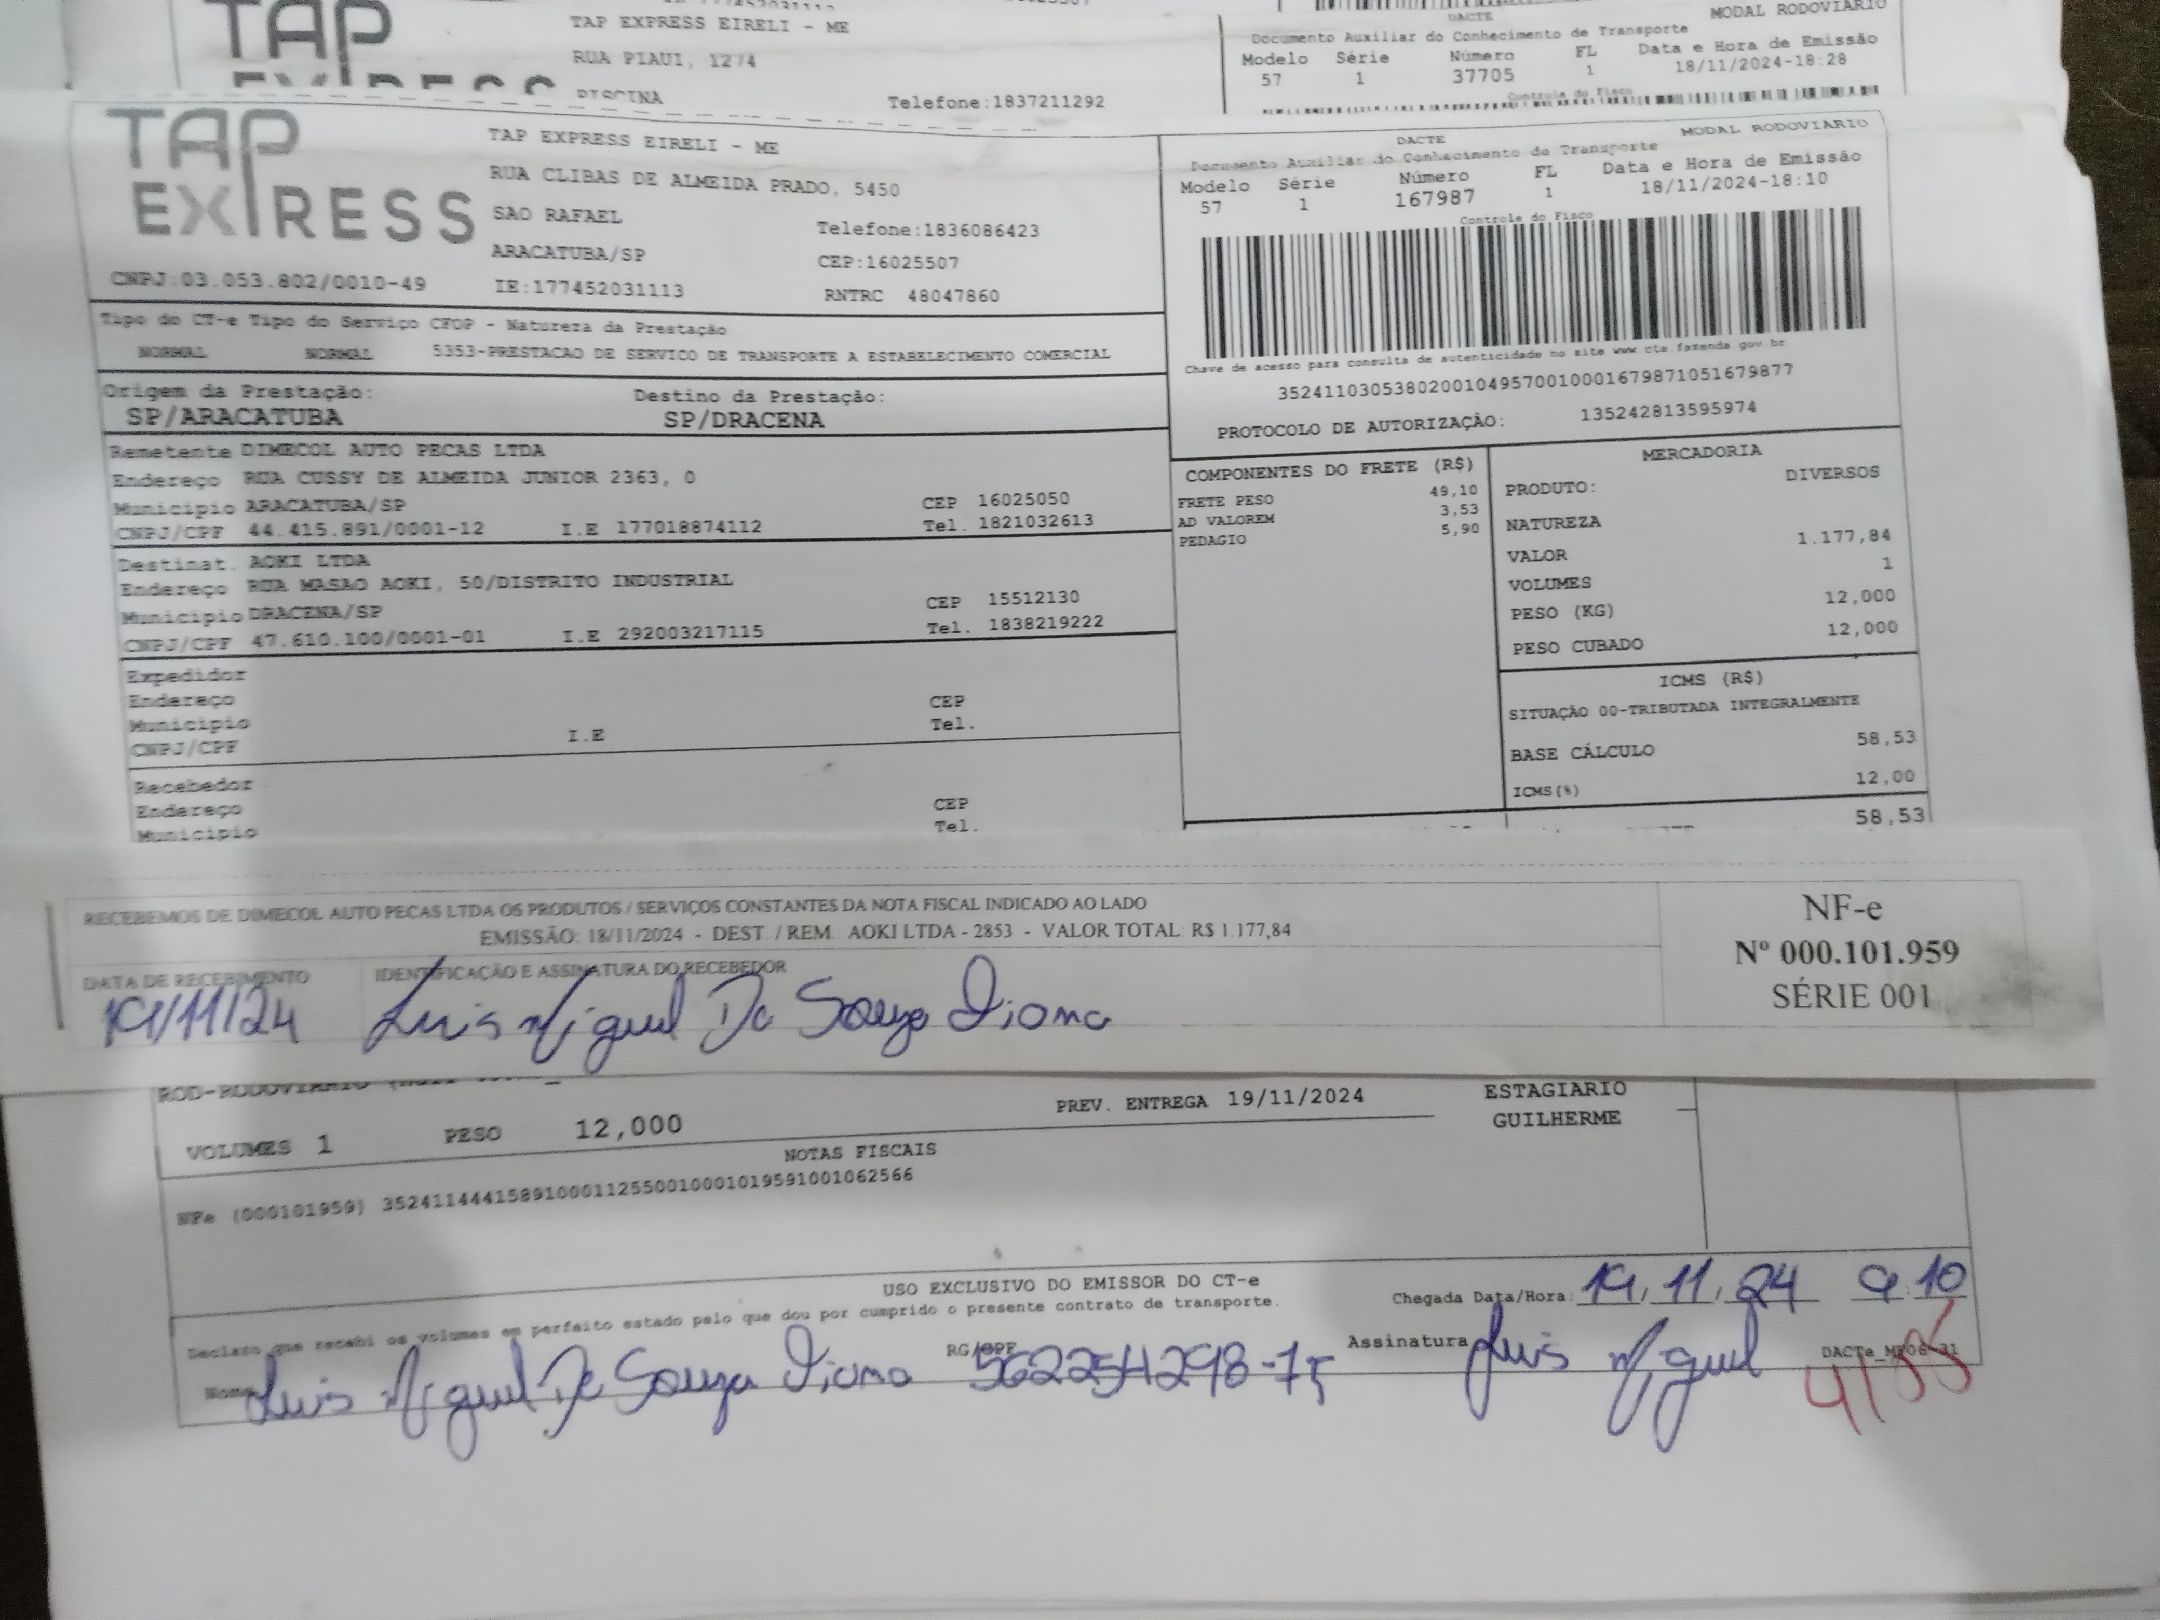 TAP EXPRESS
TAP EXPRESS EIRELI - ME
RUA PIAUI, 1274
PISCINA
Telefone:1837211292
DACTE
MODAL RODOVIARIO
Documento Auxiliar do Conhecimento de Transporte
Modelo Série Número FL Data e Hora de Emissão
57 1 37705 1 18/11/2024-18:28
Controle do Fisco
TAP EXPRESS
TAP EXPRESS EIRELI - ME
RUA CLIBAS DE ALMEIDA PRADO, 5450
SAO RAFAEL
Telefone:1836086423
ARACATUBA/SP
CEP:16025507
CNPJ:03.053.802/0010-49
IE:177452031113
RNTRC 48047860
DACTE
MODAL RODOVIARIO
Documento Auxiliar do Conhecimento de Transporte
Modelo Série Número FL Data e Hora de Emissão
57 1 167987 1 18/11/2024-18:10
Controle do Fisco
Chave de acesso para consulta de autenticidade no site www.cte.fazenda.gov.br
35241103053802001049570010001679871051679877
PROTOCOLO DE AUTORIZAÇÃO: 135242813595974
Tipo do CT-e Tipo do Serviço CFOP - Natureza da Prestação
NORMAL NORMAL 5353-PRESTACAO DE SERVICO DE TRANSPORTE A ESTABELECIMENTO COMERCIAL
Origem da Prestação: Destino da Prestação:
SP/ARACATUBA SP/DRACENA
Remetente DIMECOL AUTO PECAS LTDA
Endereço RUA CUSSY DE ALMEIDA JUNIOR 2363, 0
Município ARACATUBA/SP CEP 16025050
CNPJ/CPF 44.415.891/0001-12 I.E 177018874112 Tel. 1821032613
Destinat. AOKI LTDA
Endereço RUA MASAO AOKI, 50/DISTRITO INDUSTRIAL
Município DRACENA/SP CEP 15512130
CNPJ/CPF 47.610.100/0001-01 I.E 292003217115 Tel. 1838219222
Expedidor
Endereço CEP
Município Tel.
CNPJ/CPF I.E
Recebedor
Endereço CEP
Município Tel.
COMPONENTES DO FRETE (R$)
FRETE PESO 49,10
AD VALOREM 3,53
PEDAGIO 5,90
MERCADORIA
PRODUTO: DIVERSOS
NATUREZA
VALOR 1.177,84
VOLUMES 1
PESO (KG) 12,000
PESO CUBADO 12,000
ICMS (R$)
SITUAÇÃO 00-TRIBUTADA INTEGRALMENTE
BASE CÁLCULO 58,53
ICMS(%) 12,00
58,53
RECEBEMOS DE DIMECOL AUTO PECAS LTDA OS PRODUTOS / SERVIÇOS CONSTANTES DA NOTA FISCAL INDICADO AO LADO
EMISSÃO: 18/11/2024 - DEST. / REM. AOKI LTDA - 2853 - VALOR TOTAL: R$ 1.177,84
DATA DE RECEBIMENTO IDENTIFICAÇÃO E ASSINATURA DO RECEBEDOR
19/11/24 Luis Miguel De Souza Diomo
NF-e
Nº 000.101.959
SÉRIE 001
ROD-RODOVIARIO
PREV. ENTREGA 19/11/2024
ESTAGIARIO
GUILHERME
VOLUMES 1 PESO 12,000
NOTAS FISCAIS
NFe (000101959) 35241144415891000112550010001019591001062566
USO EXCLUSIVO DO EMISSOR DO CT-e
Declaro que recebi os volumes em perfeito estado pelo que dou por cumprido o presente contrato de transporte.
Chegada Data/Hora: 19/11/24 9:10
Nome Luis Miguel De Souza Diomo RG/CPF 562254298-75 Assinatura Luis Miguel